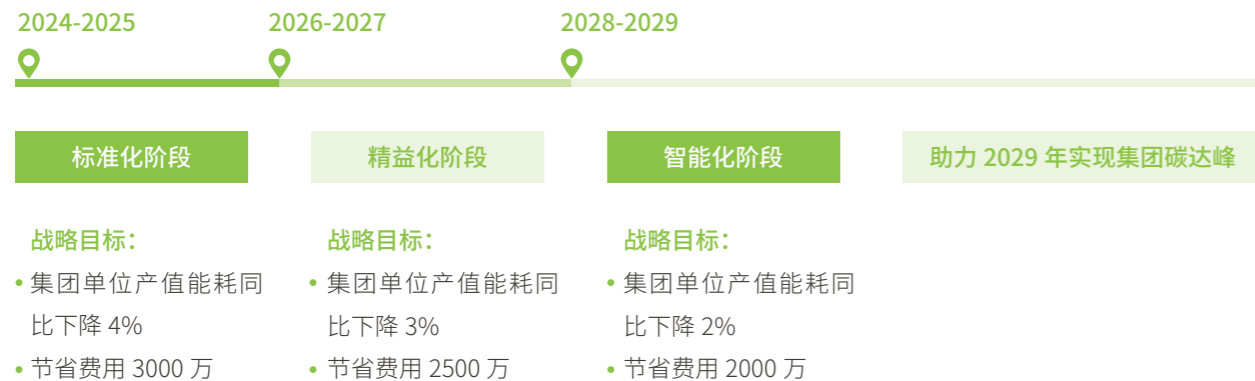 2024-2025
2026-2027
2028-2029
标准化阶段
精益化阶段
智能化阶段
助力 2029 年实现集团碳达峰
战略目标：
• 集团单位产值能耗同
比下降 4%
• 节省费用 3000 万
战略目标：
• 集团单位产值能耗同
比下降 3%
• 节省费用 2500 万
战略目标：
• 集团单位产值能耗同
比下降 2%
• 节省费用 2000 万